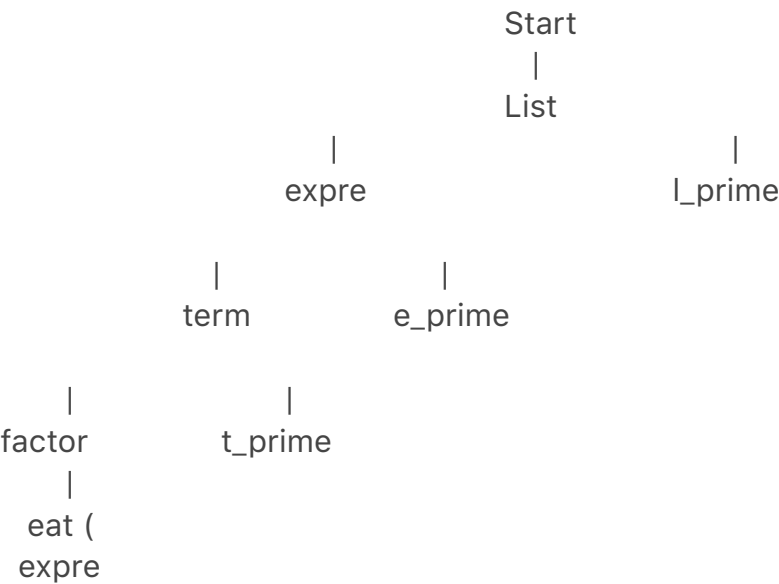 Start
|
List
| |
expre l_prime
| |
term e_prime
| |
factor t_prime
|
eat (
expre